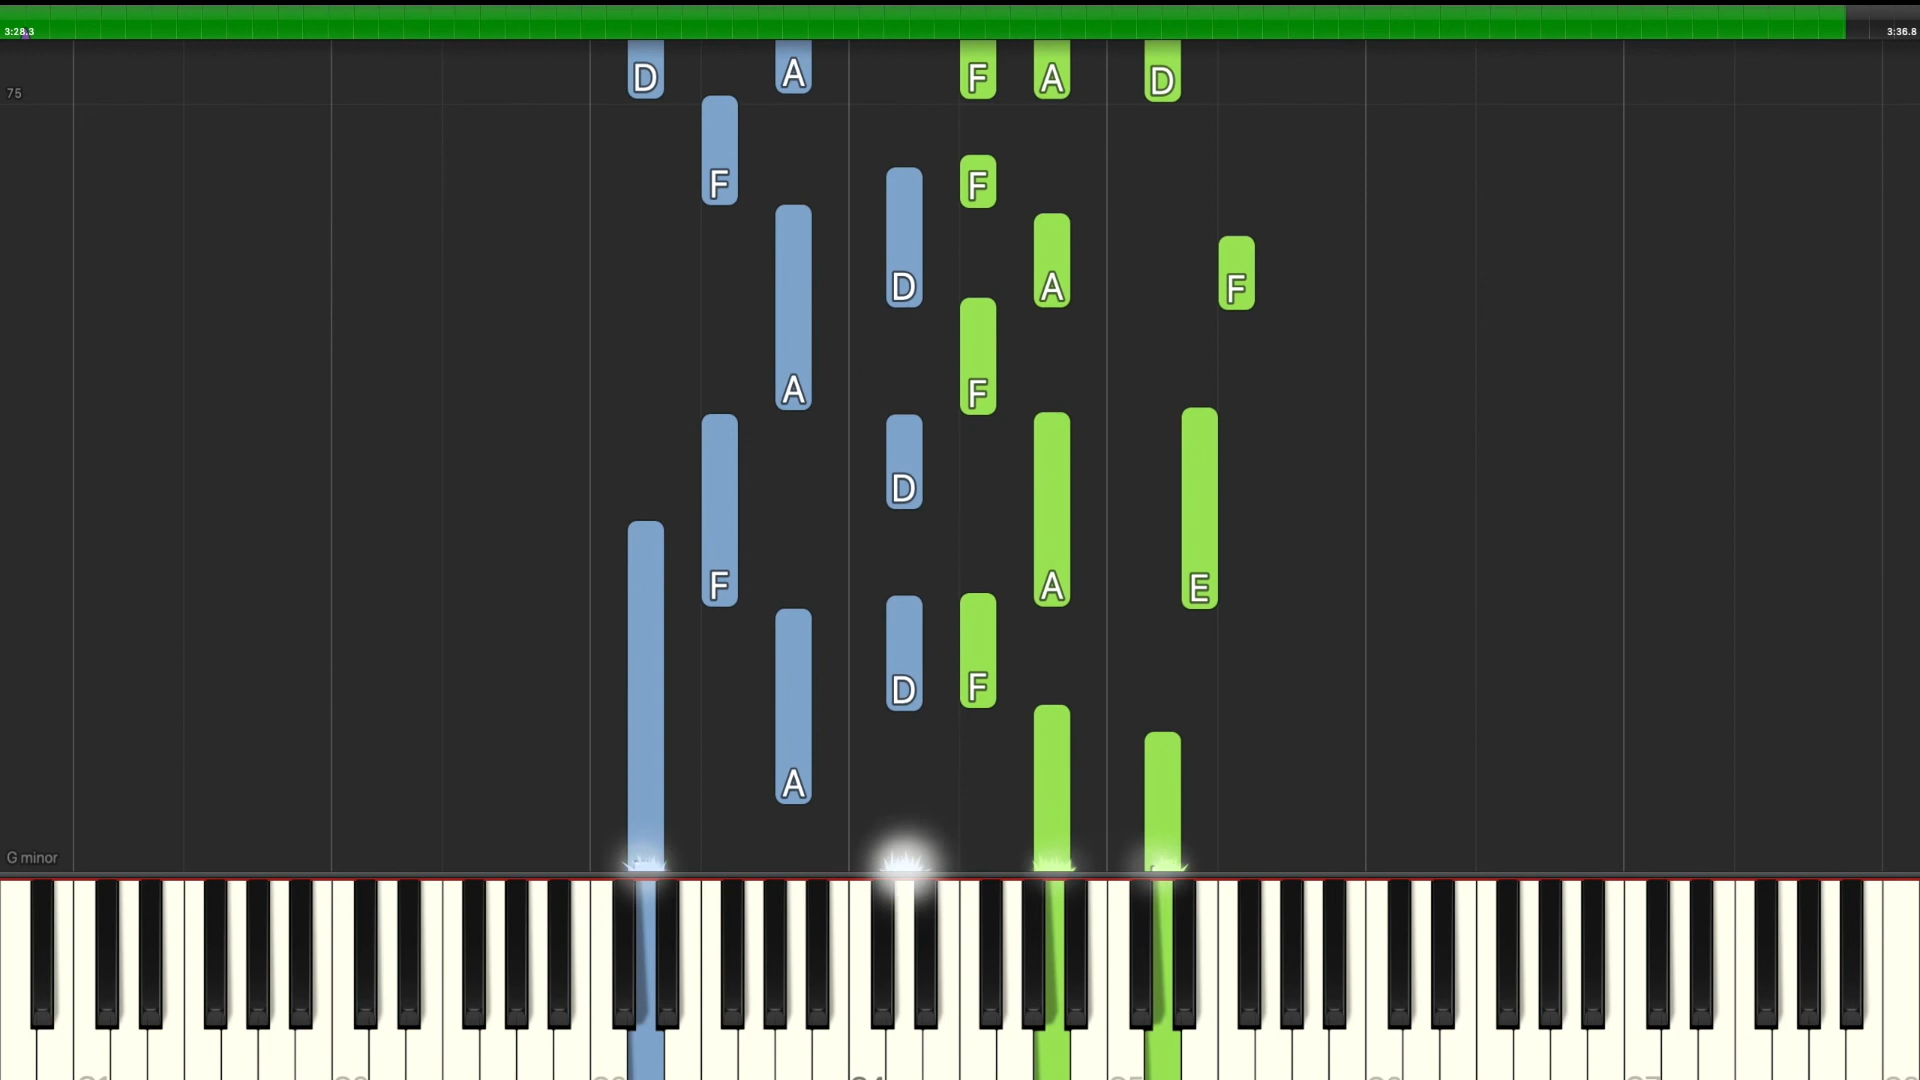 3:28.3 3:36.8
D A F A D
75
F F
D A F
A F
D
F A E
D F
A
G minor